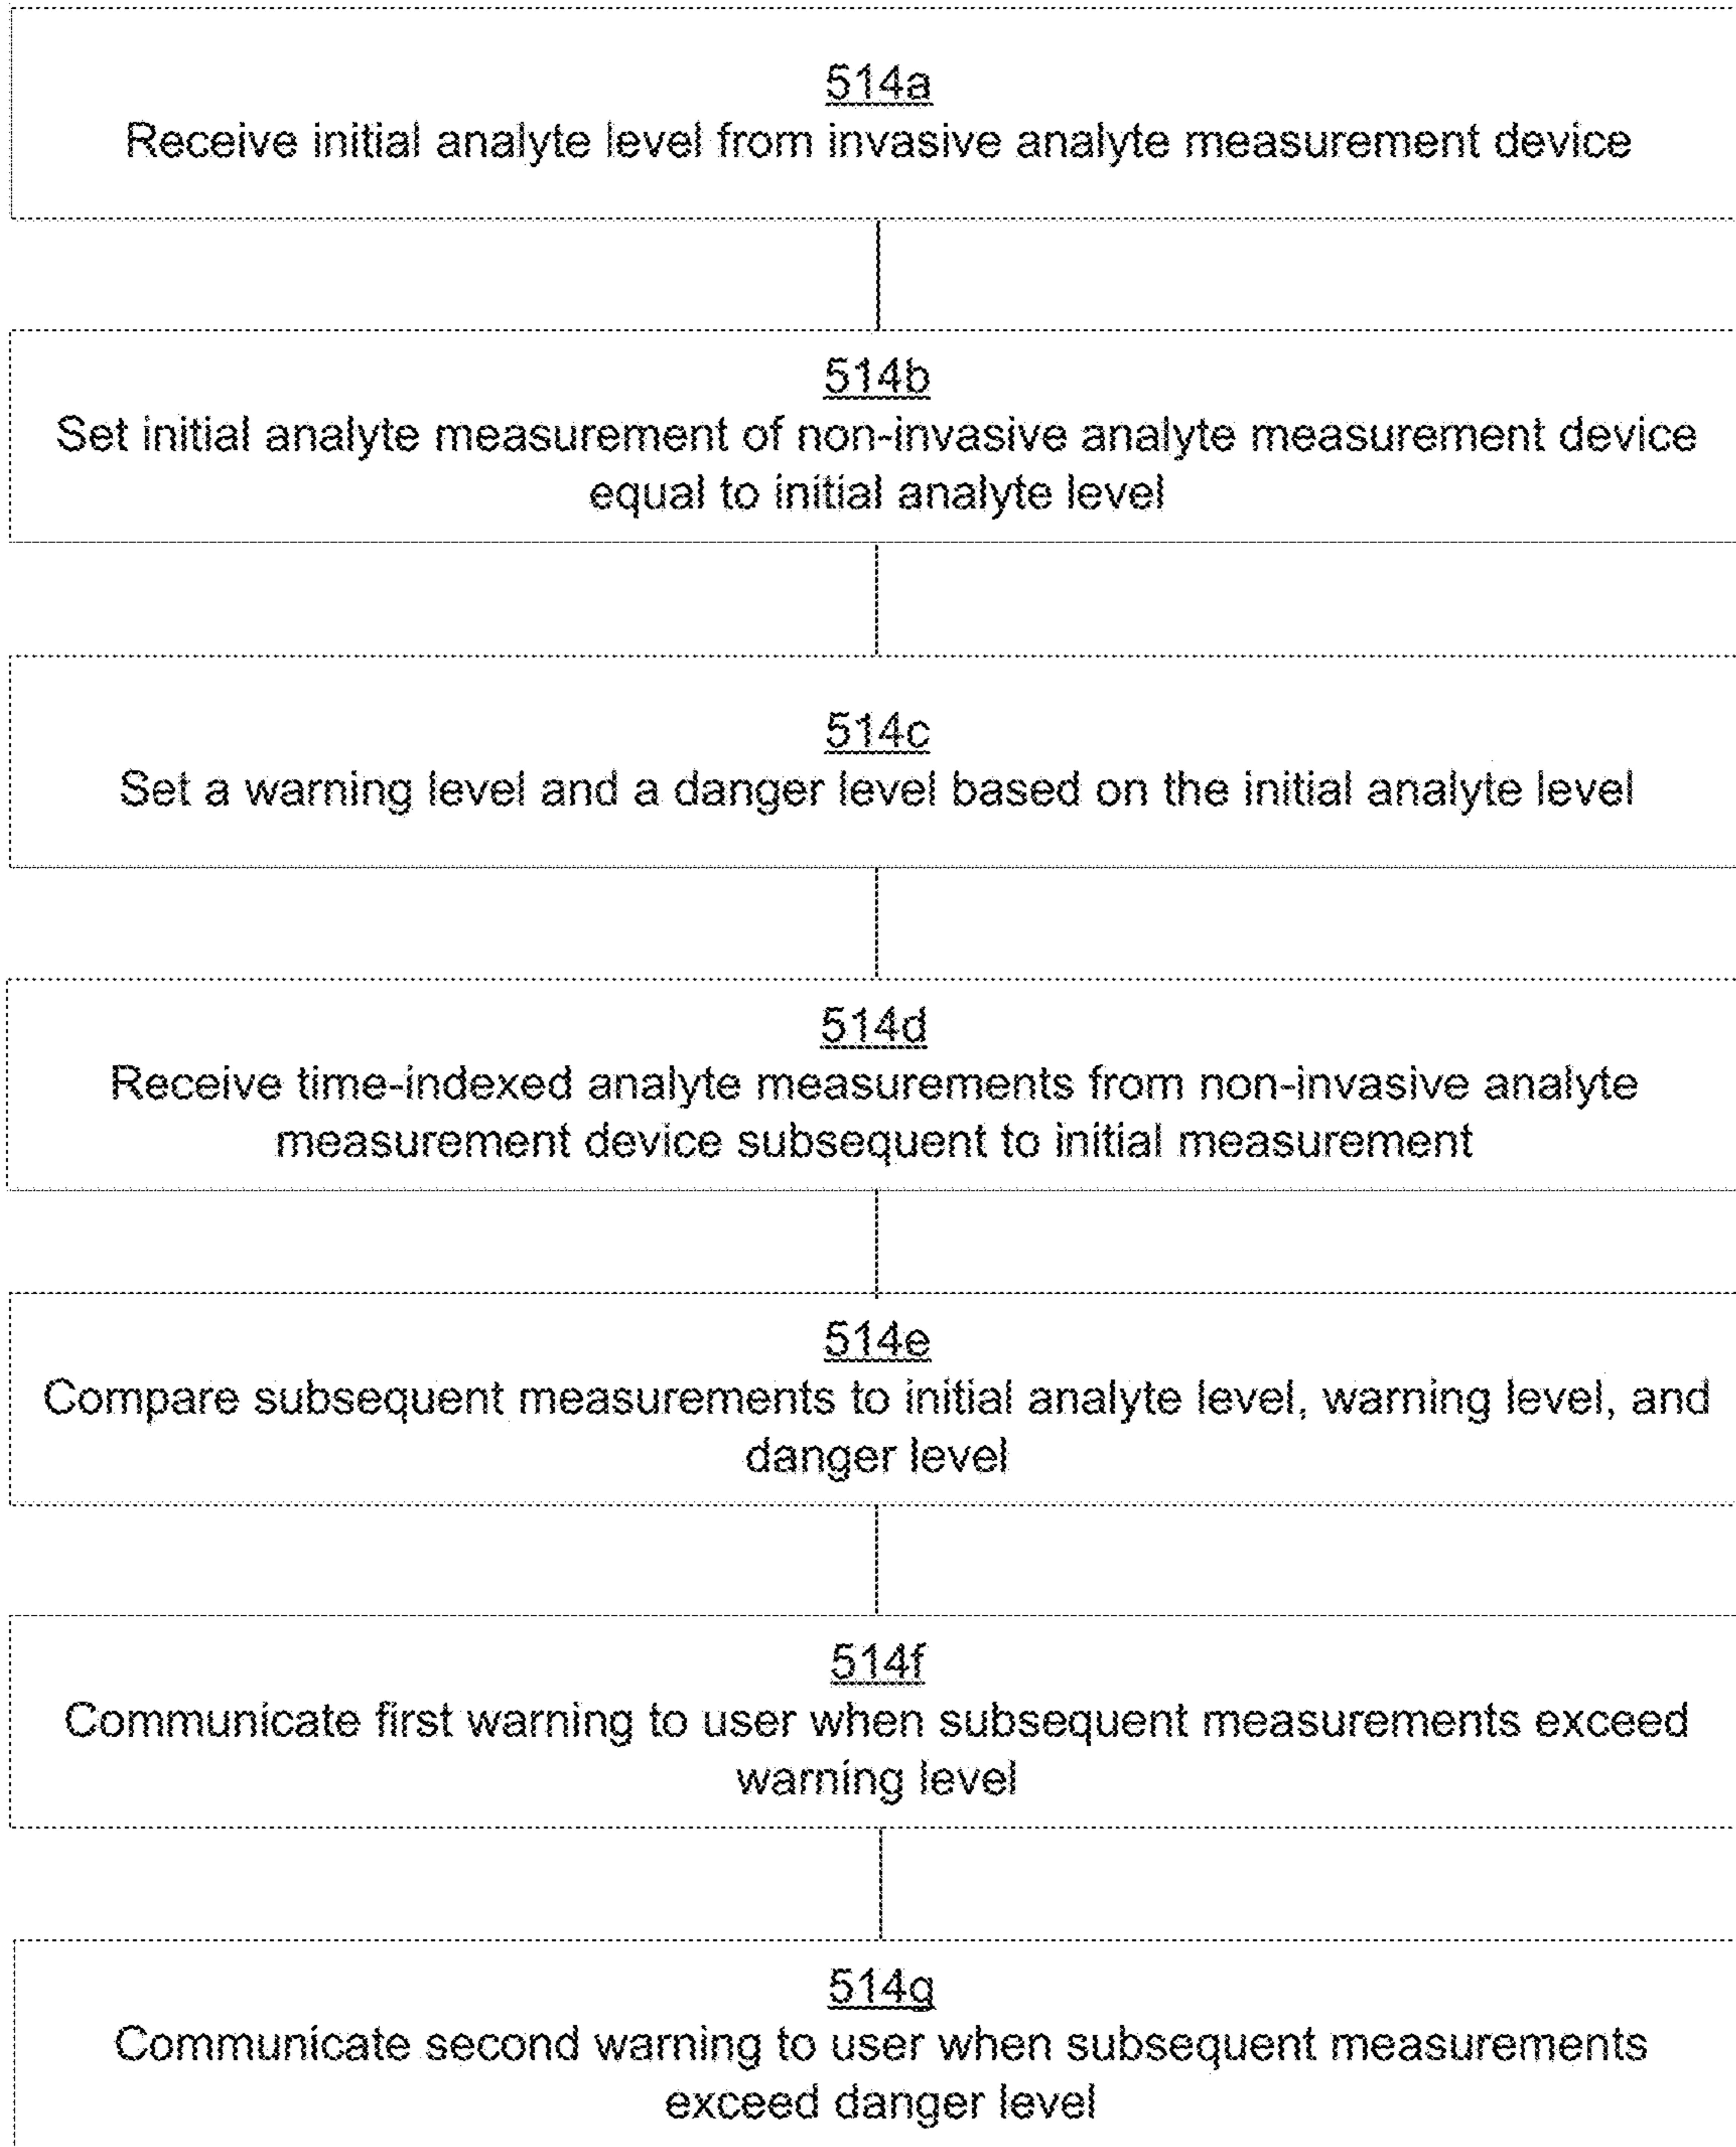 514a
Receive initial analyte level from invasive analyte measurement device
514b
Set initial analyte measurement of non-invasive analyte measurement device
equal to initial analyte level
514c
Set a warning level and a danger level based on the initial analyte level
514d
Receive time-indexed analyte measurements from non-invasive analyte
measurement device subsequent to initial measurement
514e
Compare subsequent measurements to initial analyte level, warning level, and
danger level
514f
Communicate first warning to user when subsequent measurements exceed
warning level
514g
Communicate second warning to user when subsequent measurements
exceed danger level